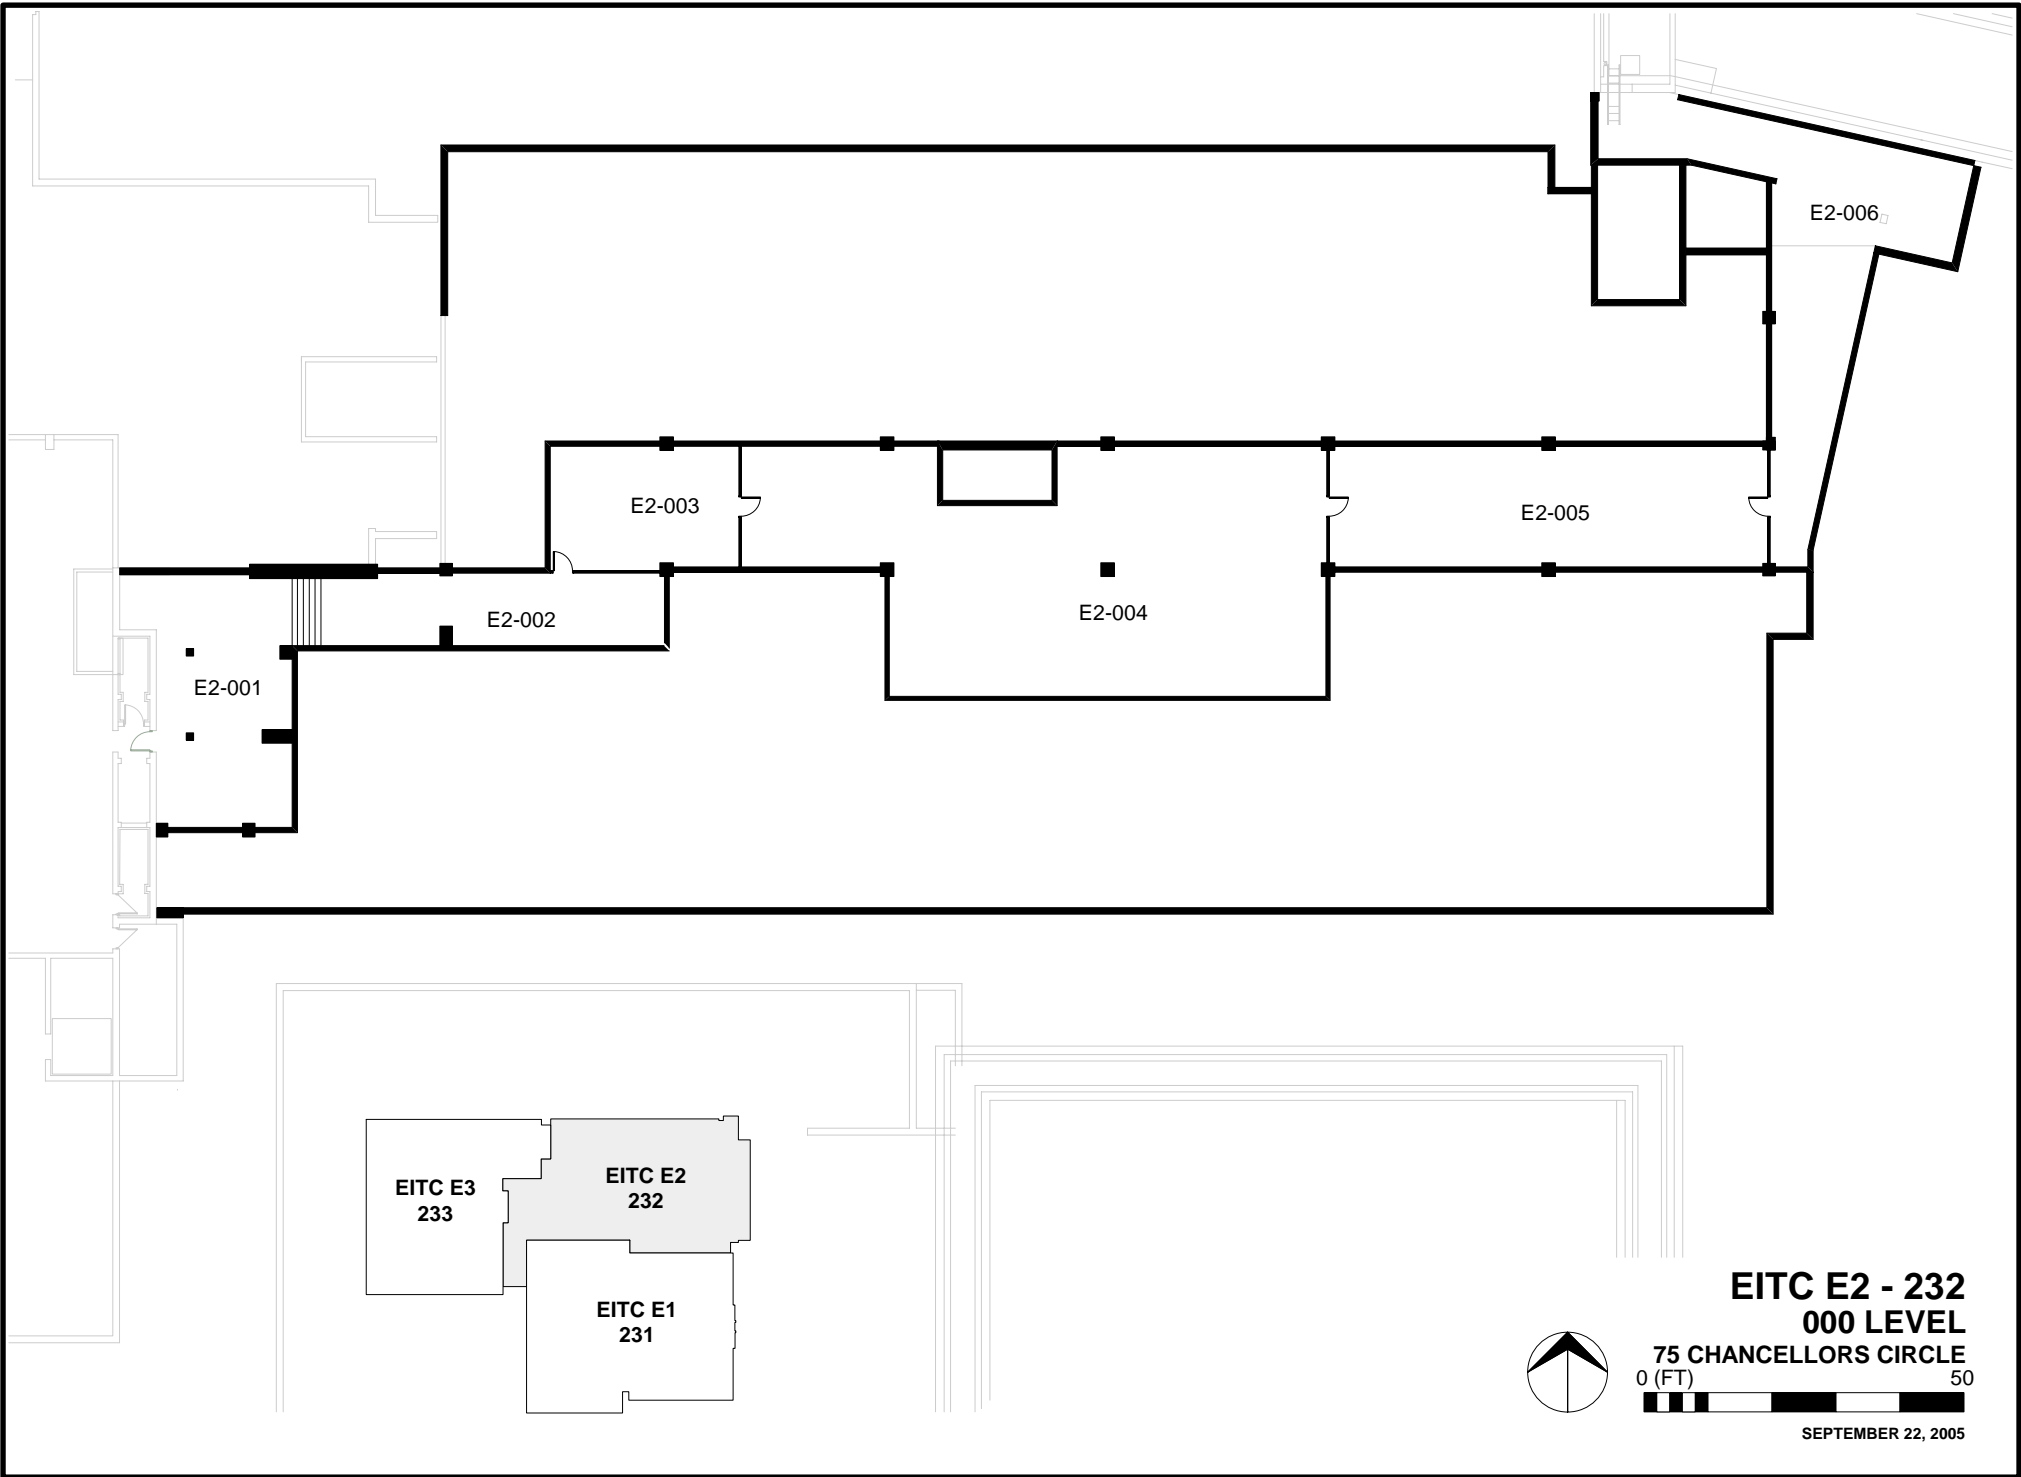 E2-006
E2-003
E2-005
E2-002
E2-004
E2-001
EITC E3
233
EITC E2
232
EITC E1
231
EITC E2 - 232
000 LEVEL
75 CHANCELLORS CIRCLE
0 (FT) 50
SEPTEMBER 22, 2005